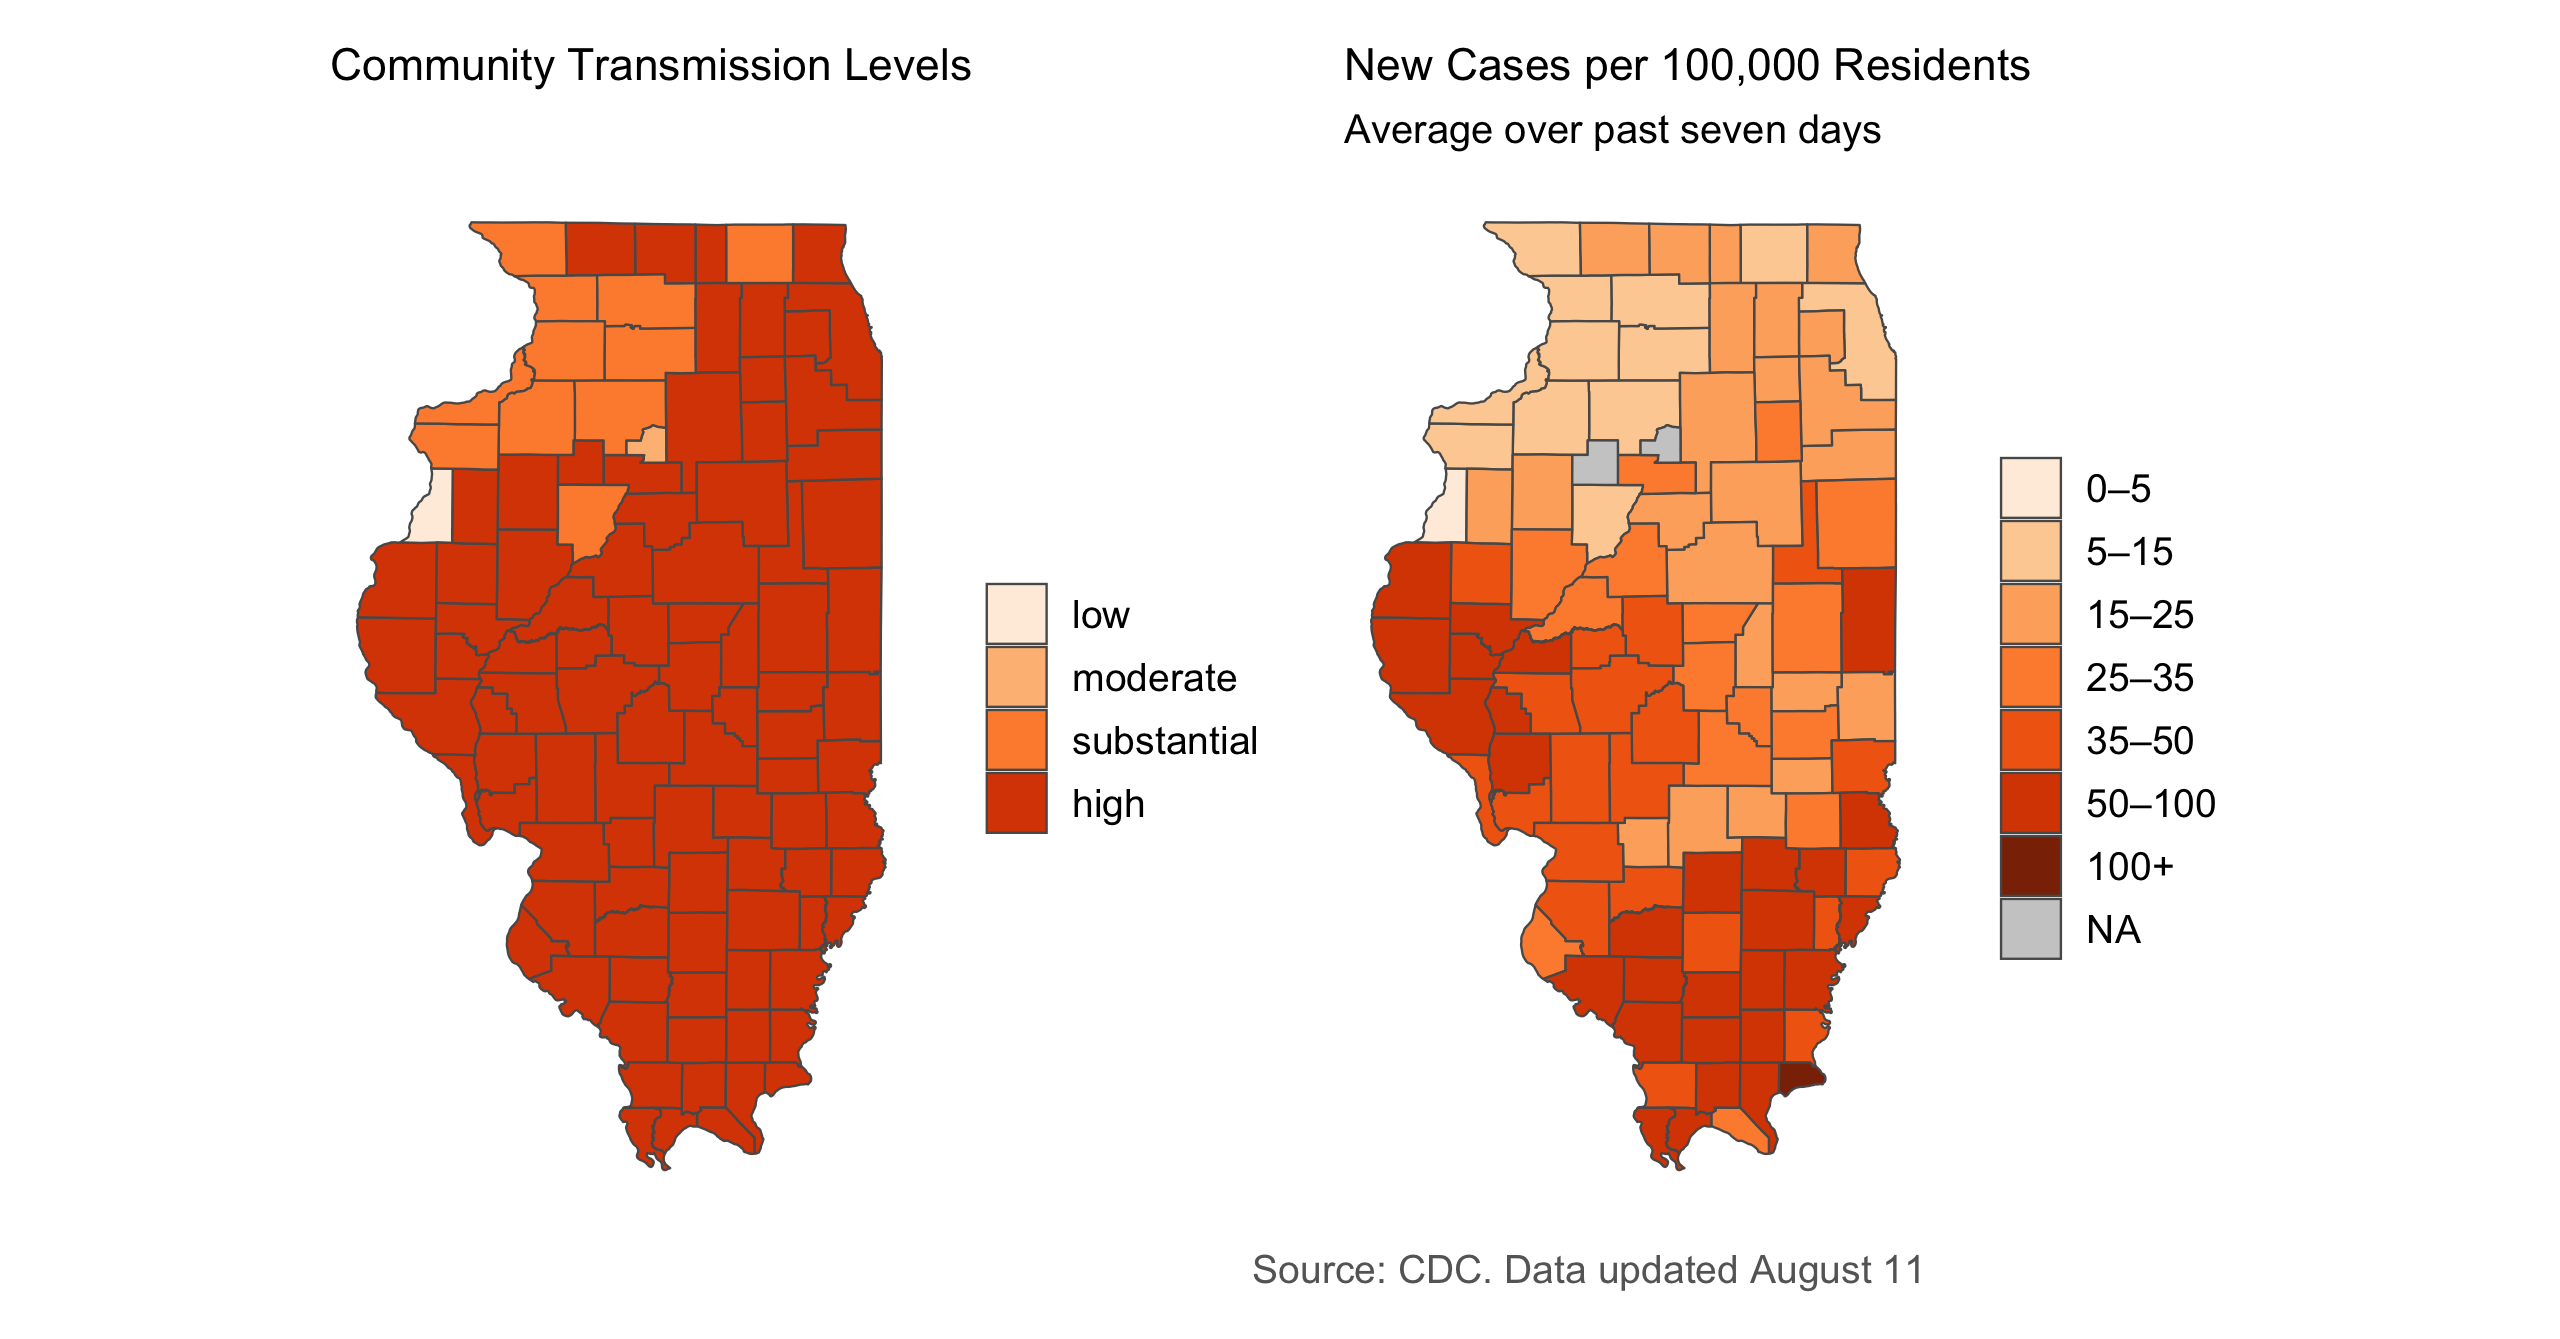 Community Transmission Levels
low
moderate
substantial
high
New Cases per 100,000 Residents
Average over past seven days
0–5
5–15
15–25
25–35
35–50
50–100
100+
NA
Source: CDC. Data updated August 11